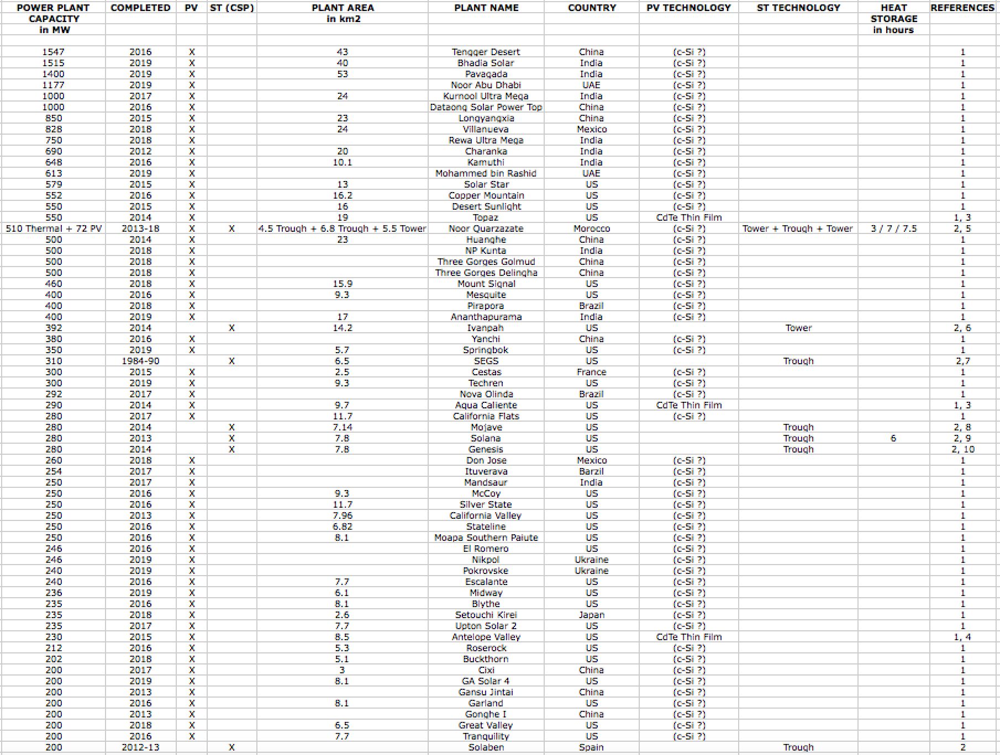 POWER PLANT COMPLETED PV ST (CSP) PLANT AREA PLANT NAME COUNTRY PV TECHNOLOGY ST TECHNOLOGY HEAT REFERENCES
CAPACITY in km2 STORAGE
in MW in hours
1547 2016 X 43 Tengger Desert China (c-Si ?) 1
1515 2019 X 40 Bhadia Solar India (c-Si ?) 1
1400 2019 X 53 Pavagada India (c-Si ?) 1
1177 2019 X Noor Abu Dhabi UAE (c-Si ?) 1
1000 2017 X 24 Kurnool Ultra Mega India (c-Si ?) 1
1000 2016 X Dataong Solar Power Top China (c-Si ?) 1
850 2015 X 23 Longyangxia China (c-Si ?) 1
828 2018 X 24 Villanueva Mexico (c-Si ?) 1
750 2018 X Rewa Ultra Mega India (c-Si ?) 1
690 2012 X 20 Charanka India (c-Si ?) 1
648 2016 X 10.1 Kamuthi India (c-Si ?) 1
613 2019 X Mohammed bin Rashid UAE (c-Si ?) 1
579 2015 X 13 Solar Star US (c-Si ?) 1
552 2016 X 16.2 Copper Mountain US (c-Si ?) 1
550 2015 X 16 Desert Sunlight US (c-Si ?) 1
550 2014 X 19 Topaz US CdTe Thin Film 1, 3
510 Thermal + 72 PV 2013-18 X X 4.5 Trough + 6.8 Trough + 5.5 Tower Noor Quarzazate Morocco (c-Si ?) Tower + Trough + Tower 3 / 7 / 7.5 2, 5
500 2014 X 23 Huanghe China (c-Si ?) 1
500 2018 X NP Kunta India (c-Si ?) 1
500 2018 X Three Gorges Golmud China (c-Si ?) 1
500 2018 X Three Gorges Delingha China (c-Si ?) 1
460 2018 X 15.9 Mount Signal US (c-Si ?) 1
400 2016 X 9.3 Mesquite US (c-Si ?) 1
400 2018 X Pirapora Brazil (c-Si ?) 1
400 2019 X 17 Ananthapurama India (c-Si ?) 1
392 2014 X 14.2 Ivanpah US Tower 2, 6
380 2016 X Yanchi China (c-Si ?) 1
350 2019 X 5.7 Springbok US (c-Si ?) 1
310 1984-90 X 6.5 SEGS US Trough 2,7
300 2015 X 2.5 Cestas France (c-Si ?) 1
300 2019 X 9.3 Techren US (c-Si ?) 1
292 2017 X Nova Olinda Brazil (c-Si ?) 1
290 2014 X 9.7 Agua Caliente US CdTe Thin Film 1, 3
280 2017 X 11.7 California Flats US (c-Si ?) 1
280 2014 X 7.14 Mojave US Trough 2, 8
280 2013 X 7.8 Solana US Trough 6 2, 9
280 2014 X 7.8 Genesis US Trough 2, 10
260 2018 X Don Jose Mexico (c-Si ?) 1
254 2017 X Ituverava Barzil (c-Si ?) 1
250 2017 X Mandsaur India (c-Si ?) 1
250 2016 X 9.3 McCoy US (c-Si ?) 1
250 2016 X 11.7 Silver State US (c-Si ?) 1
250 2013 X 7.96 California Valley US (c-Si ?) 1
250 2016 X 6.82 Stateline US (c-Si ?) 1
250 2016 X 8.1 Moapa Southern Paiute US (c-Si ?) 1
246 2016 X El Romero US (c-Si ?) 1
246 2019 X Nikpol Ukraine (c-Si ?) 1
240 2019 X Pokrovske Ukraine (c-Si ?) 1
240 2016 X 7.7 Escalante US (c-Si ?) 1
236 2019 X 6.1 Midway US (c-Si ?) 1
235 2016 X 8.1 Blythe US (c-Si ?) 1
235 2018 X 2.6 Setouchi Kirei Japan (c-Si ?) 1
235 2017 X 7.7 Upton Solar 2 US (c-Si ?) 1
230 2015 X 8.5 Antelope Valley US CdTe Thin Film 1, 4
212 2016 X 5.3 Roserock US (c-Si ?) 1
202 2018 X 5.1 Buckthorn US (c-Si ?) 1
200 2017 X 3 Cixi China (c-Si ?) 1
200 2019 X 8.1 GA Solar 4 US (c-Si ?) 1
200 2013 X Gansu Jintai China (c-Si ?) 1
200 2016 X 8.1 Garland US (c-Si ?) 1
200 2013 X Gonghe I China (c-Si ?) 1
200 2018 X 6.5 Great Valley US (c-Si ?) 1
200 2016 X 7.7 Tranquility US (c-Si ?) 1
200 2012-13 X Solaben Spain Trough 2